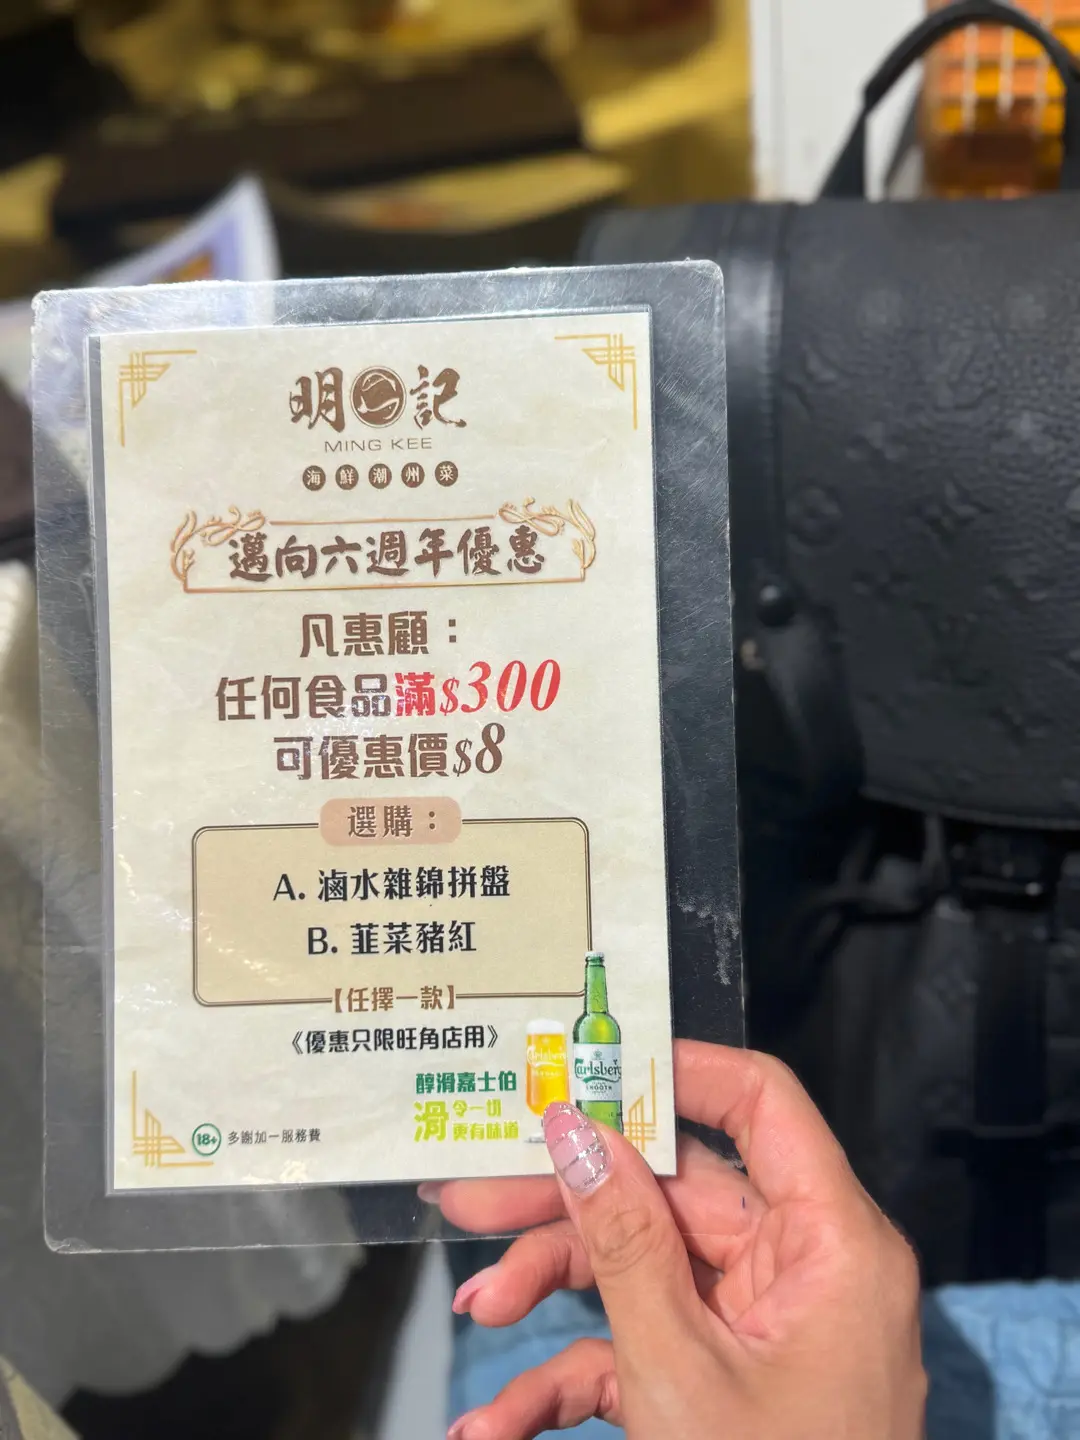 明記
MING KEE
海鮮潮州菜
邁向六週年優惠
凡惠顧：
任何食品滿$300
可優惠價$8
選購：
A. 滷水雜錦拼盤
B. 韮菜豬紅
【任擇一款】
《優惠只限旺角店用》
醇滑嘉士伯
滑令一切
更有味道
18+ 多謝加一服務費
Carlsberg
Carlsberg
SMOOTH